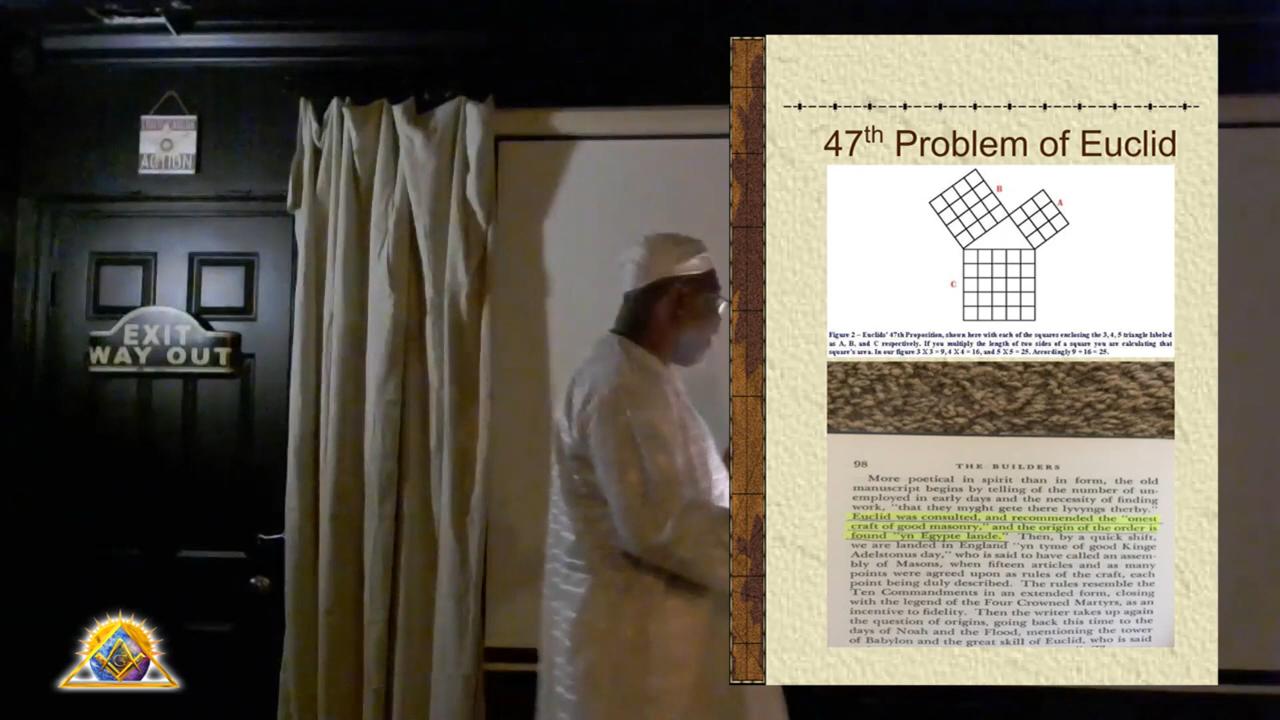 ACTION
EXIT
WAY OUT
G
47th Problem of Euclid
B
A
C
Figure 2 – Euclids' 47th Proposition, shown here with each of the squares enclosing the 3, 4, 5 triangle labeled
as A, B, and C respectively. If you multiply the length of two sides of a square you are calculating that
square's area. In our figure 3 X 3 = 9, 4 X 4 = 16, and 5 X 5 = 25. Accordingly 9 + 16 = 25.
98 THE BUILDERS
More poetical in spirit than in form, the old
manuscript begins by telling of the number of un-
employed in early days and the necessity of finding
work, "that they myght gete there lyvyngs therby."
Euclid was consulted, and recommended the "onest
craft of good masonry," and the origin of the order is
found "yn Egypte lande." Then, by a quick shift,
we are landed in England "yn tyme of good Kinge
Adelstonus day," who is said to have called an assem-
bly of Masons, when fifteen articles and as many
points were agreed upon as rules of the craft, each
point being duly described. The rules resemble the
Ten Commandments in an extended form, closing
with the legend of the Four Crowned Martyrs, as an
incentive to fidelity. Then the writer takes up again
the question of origins, going back this time to the
days of Noah and the Flood, mentioning the tower
of Babylon and the great skill of Euclid, who is said